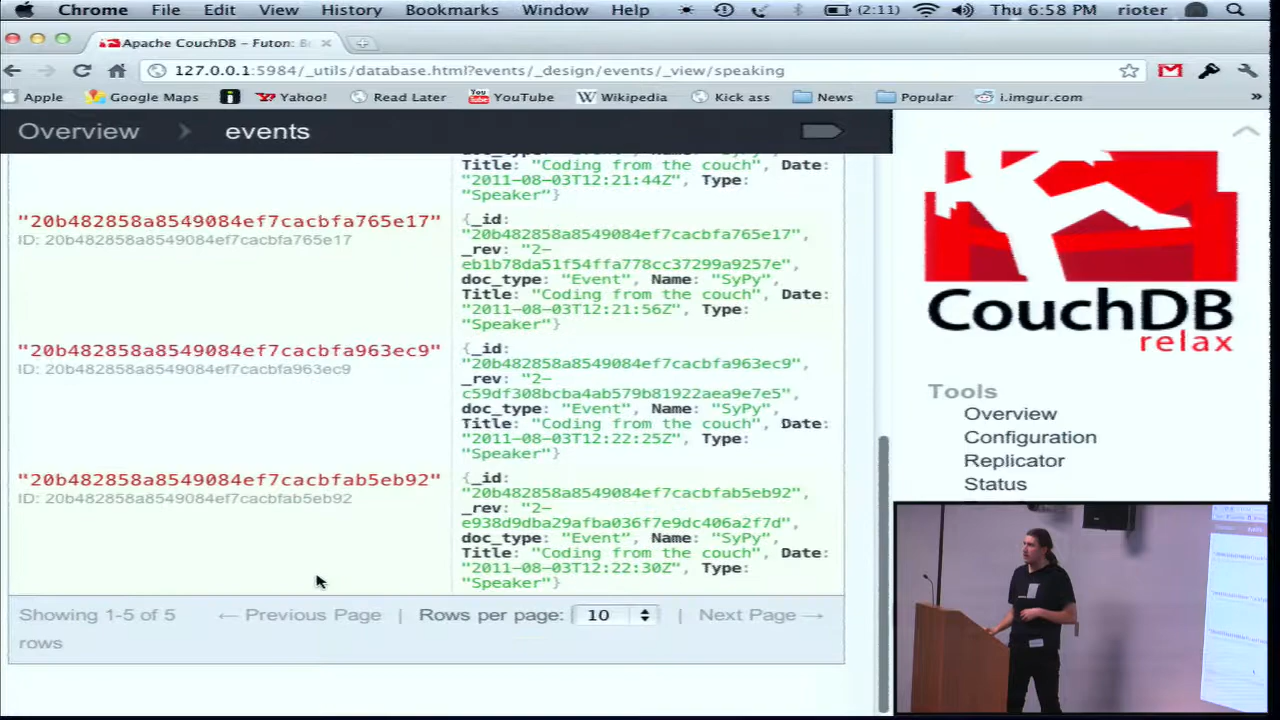 Chrome File Edit View History Bookmarks Window Help (2:11) Thu 6:58 PM rioter
Apache CouchDB – Futon: B
127.0.0.1:5984/_utils/database.html?events/_design/events/_view/speaking
Apple Google Maps Yahoo! Read Later YouTube Wikipedia Kick ass News Popular i.imgur.com »
Overview events
Title: "Coding from the couch", Date:
"2011-08-03T12:21:44Z", Type:
"Speaker"}
"20b482858a8549084ef7cacbfa765e17"
ID: 20b482858a8549084ef7cacbfa765e17
{_id:
"20b482858a8549084ef7cacbfa765e17",
_rev: "2-
eb1b78da51f54ffa778cc37299a9257e",
doc_type: "Event", Name: "SyPy",
Title: "Coding from the couch", Date:
"2011-08-03T12:21:56Z", Type:
"Speaker"}
"20b482858a8549084ef7cacbfa963ec9"
ID: 20b482858a8549084ef7cacbfa963ec9
{_id:
"20b482858a8549084ef7cacbfa963ec9",
_rev: "2-
c59df308bcba4ab579b81922aea9e7e5",
doc_type: "Event", Name: "SyPy",
Title: "Coding from the couch", Date:
"2011-08-03T12:22:25Z", Type:
"Speaker"}
"20b482858a8549084ef7cacbfab5eb92"
ID: 20b482858a8549084ef7cacbfab5eb92
{_id:
"20b482858a8549084ef7cacbfab5eb92",
_rev: "2-
e938d9dba29afba036f7e9dc406a2f7d",
doc_type: "Event", Name: "SyPy",
Title: "Coding from the couch", Date:
"2011-08-03T12:22:30Z", Type:
"Speaker"}
Showing 1-5 of 5
rows
← Previous Page | Rows per page: 10 | Next Page →
CouchDB
relax
Tools
Overview
Configuration
Replicator
Status